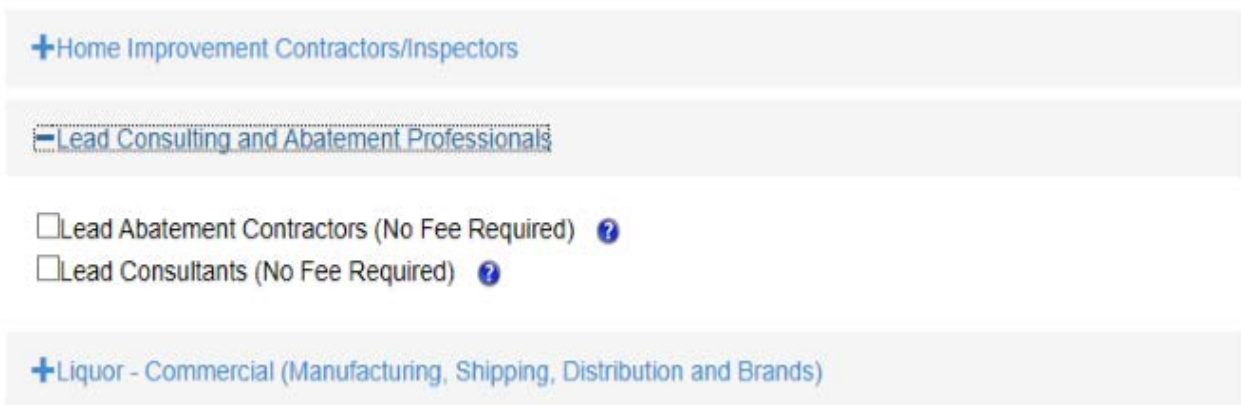 +Home Improvement Contractors/Inspectors
−Lead Consulting and Abatement Professionals
Lead Abatement Contractors (No Fee Required) ?
Lead Consultants (No Fee Required) ?
+Liquor - Commercial (Manufacturing, Shipping, Distribution and Brands)